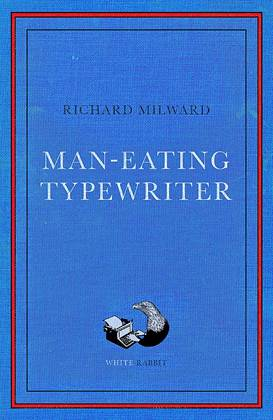 RICHARD MILWARD
MAN-EATING
TYPEWRITER
WHITE RABBIT